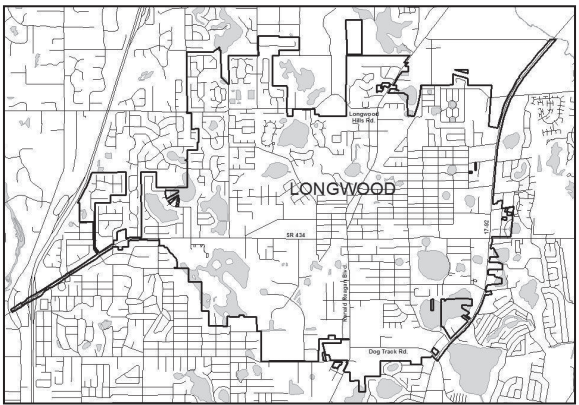 Longwood
Hills Rd.
LONGWOOD
SR 434
17-92
Ronald Reagan Blvd.
Dog Track Rd.